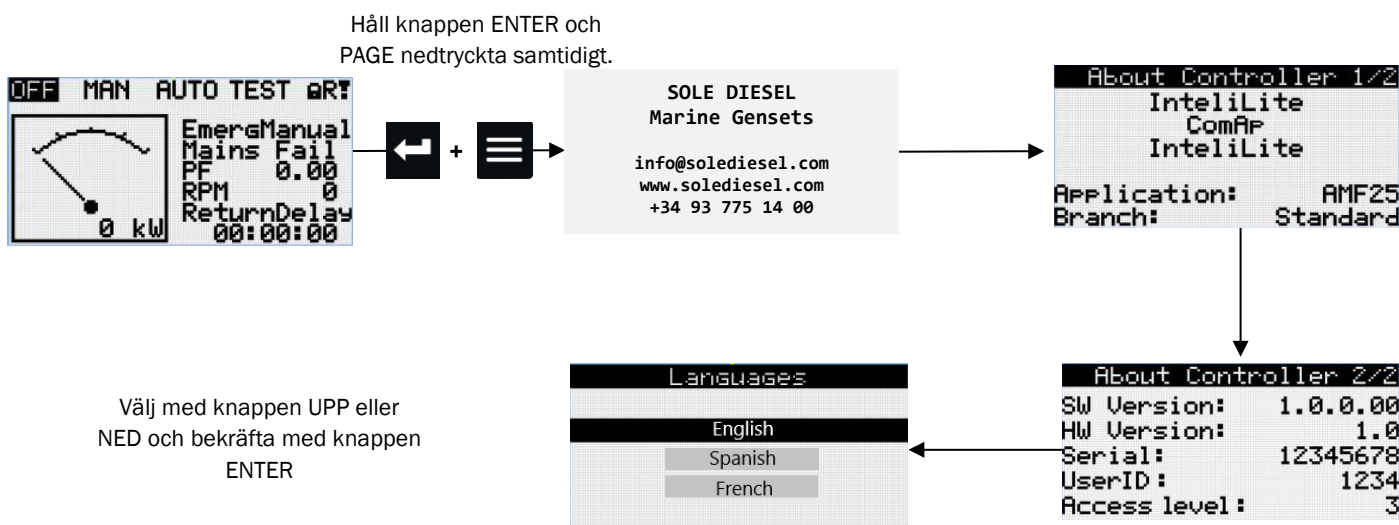 Håll knappen ENTER och
PAGE nedtryckta samtidigt.
OFF MAN AUTO TEST
EmergManual
Mains Fail
PF 0.00
RPM 0
ReturnDelay
00:00:00
0 kW
+
SOLE DIESEL
Marine Gensets
info@solediesel.com
www.solediesel.com
+34 93 775 14 00
About Controller 1/2
InteliLite
ComAp
InteliLite
Application: AMF25
Branch: Standard
About Controller 2/2
SW Version: 1.0.0.00
HW Version: 1.0
Serial: 12345678
UserID: 1234
Access level: 3
Languages
English
Spanish
French
Välj med knappen UPP eller
NED och bekräfta med knappen
ENTER